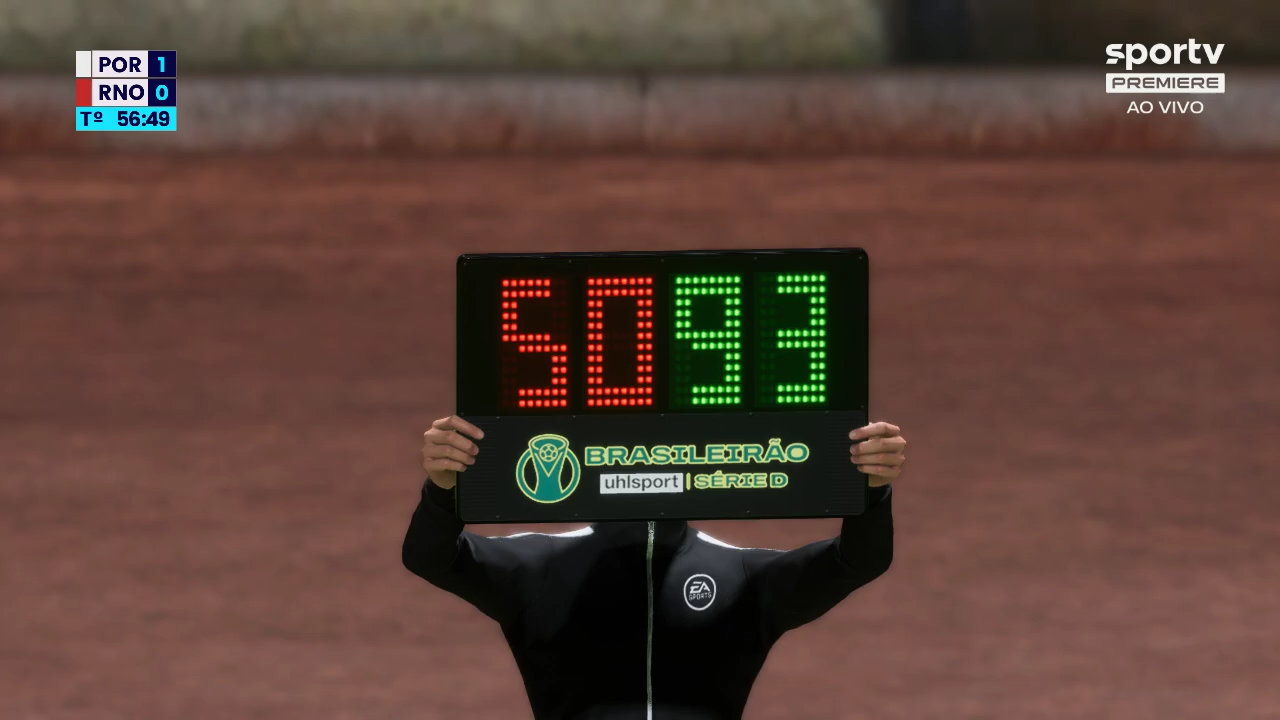 POR 1
RNO 0
Tº 56:49
sportv
PREMIERE
AO VIVO
50 93
BRASILEIRÃO
uhlsport | SÉRIE D
EA
SPORTS